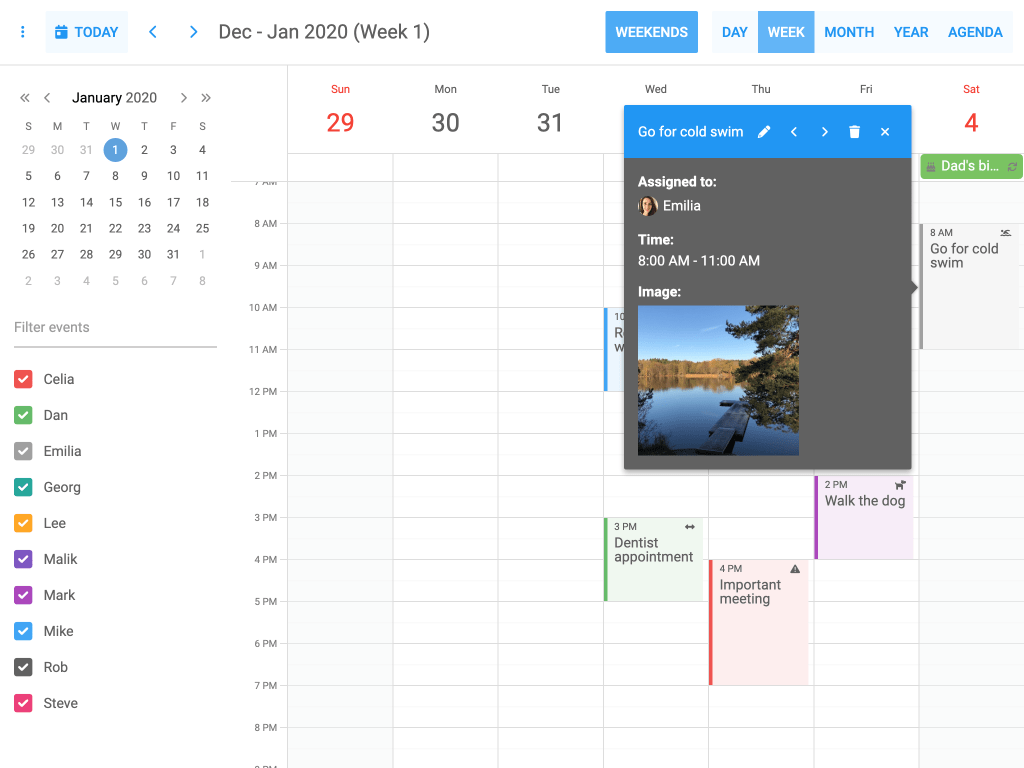 TODAY
Dec - Jan 2020 (Week 1)
WEEKENDS
DAY
WEEK
MONTH
YEAR
AGENDA
January 2020
S M T W T F S
29 30 31 1 2 3 4
5 6 7 8 9 10 11
12 13 14 15 16 17 18
19 20 21 22 23 24 25
26 27 28 29 30 31 1
2 3 4 5 6 7 8
Filter events
Celia
Dan
Emilia
Georg
Lee
Malik
Mark
Mike
Rob
Steve
Sun
29
Mon
30
Tue
31
Wed
Thu
Fri
Sat
4
Dad's bi...
7 AM
8 AM
9 AM
10 AM
11 AM
12 PM
1 PM
2 PM
3 PM
4 PM
5 PM
6 PM
7 PM
8 PM
Go for cold swim
Assigned to:
Emilia
Time:
8:00 AM - 11:00 AM
Image:
8 AM
Go for cold
swim
2 PM
Walk the dog
3 PM
Dentist
appointment
4 PM
Important
meeting